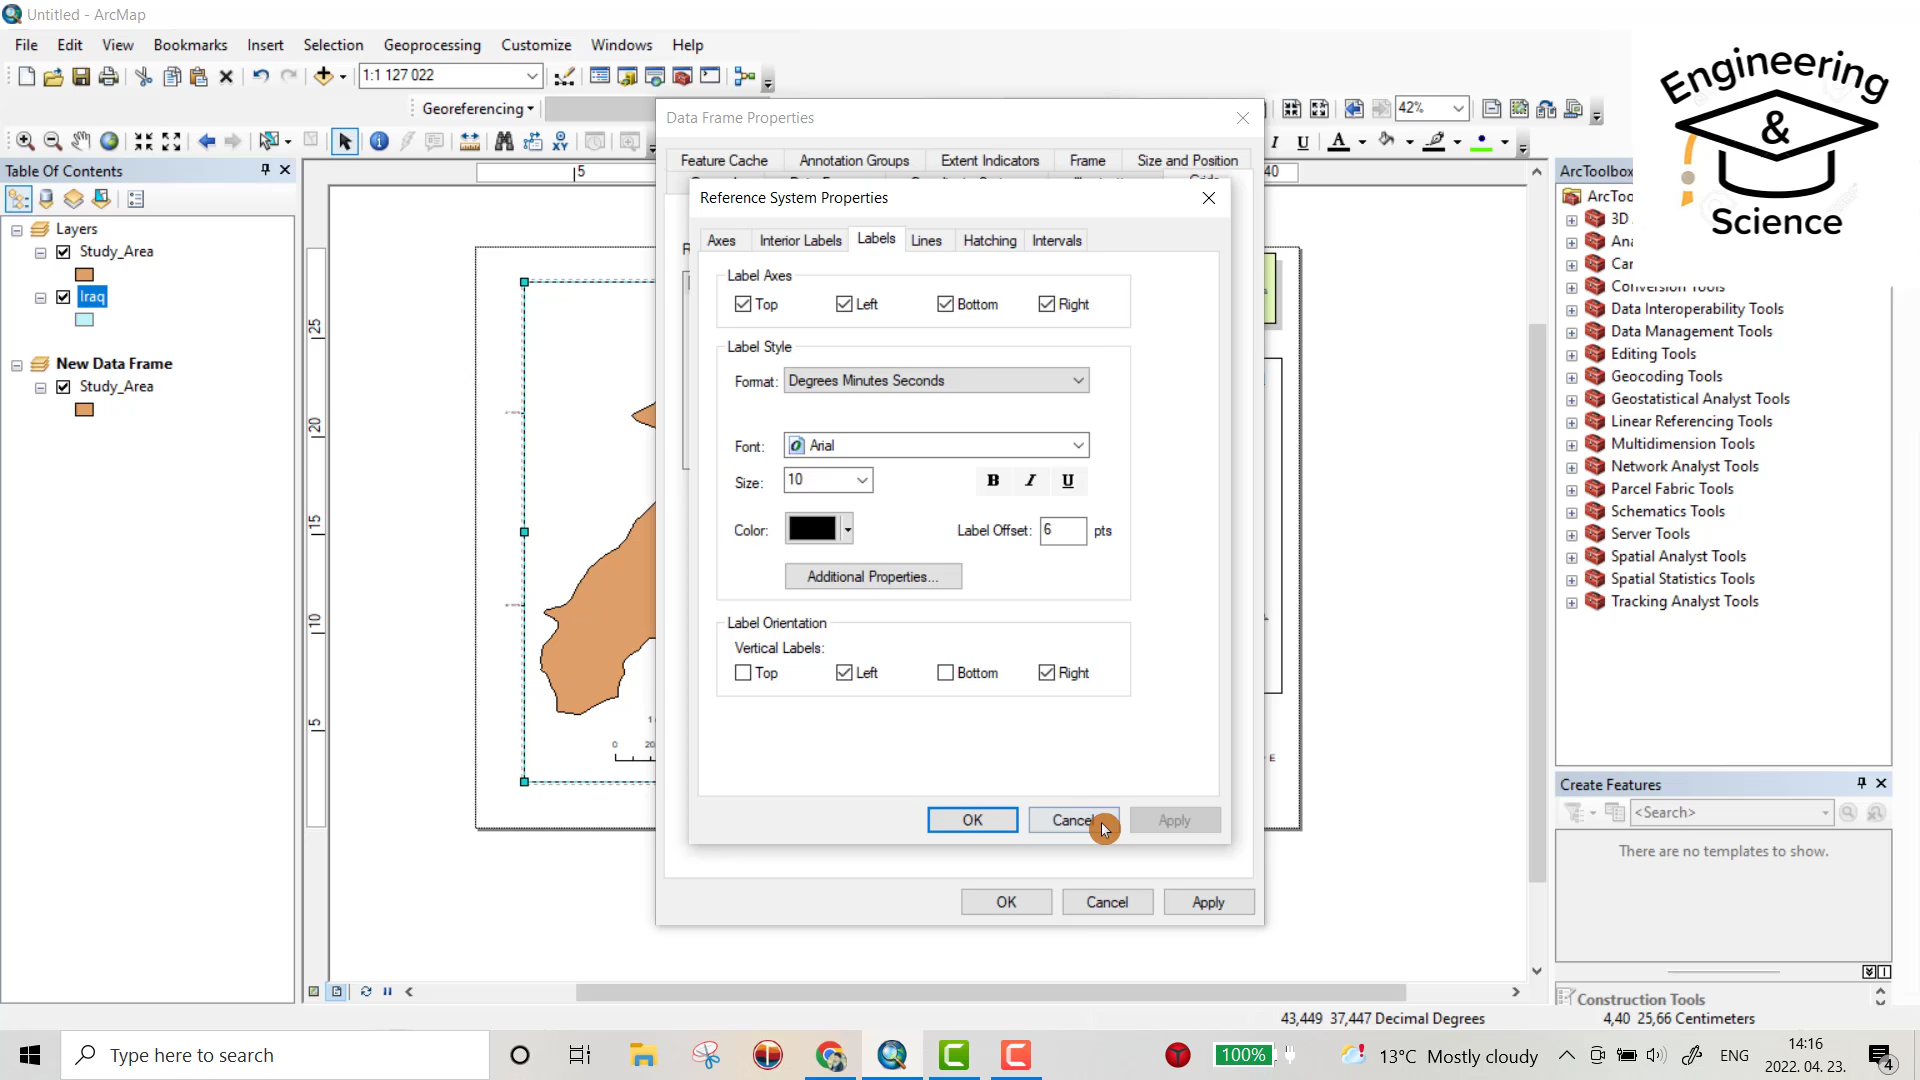 Untitled - ArcMap
File Edit View Bookmarks Insert Selection Geoprocessing Customize Windows Help
1:1 127 022
Georeferencing
42%
Engineering
&
Science
Table Of Contents
Layers
Study_Area
Iraq
New Data Frame
Study_Area
5
40
25
20
15
10
5
0
Data Frame Properties
Feature Cache Annotation Groups Extent Indicators Frame Size and Position
Reference System Properties
Axes Interior Labels Labels Lines Hatching Intervals
Label Axes
Top Left Bottom Right
Label Style
Format: Degrees Minutes Seconds
Font: Arial
Size: 10 B I U
Color: Label Offset: 6 pts
Additional Properties...
Label Orientation
Vertical Labels:
Top Left Bottom Right
OK Cancel Apply
OK Cancel Apply
ArcToolbox
Conversion Tools
Data Interoperability Tools
Data Management Tools
Editing Tools
Geocoding Tools
Geostatistical Analyst Tools
Linear Referencing Tools
Multidimension Tools
Network Analyst Tools
Parcel Fabric Tools
Schematics Tools
Server Tools
Spatial Analyst Tools
Spatial Statistics Tools
Tracking Analyst Tools
Create Features
<Search>
There are no templates to show.
Construction Tools
43,449 37,447 Decimal Degrees
4,40 25,66 Centimeters
Type here to search
100%
13°C Mostly cloudy
ENG
14:16
2022. 04. 23.
4